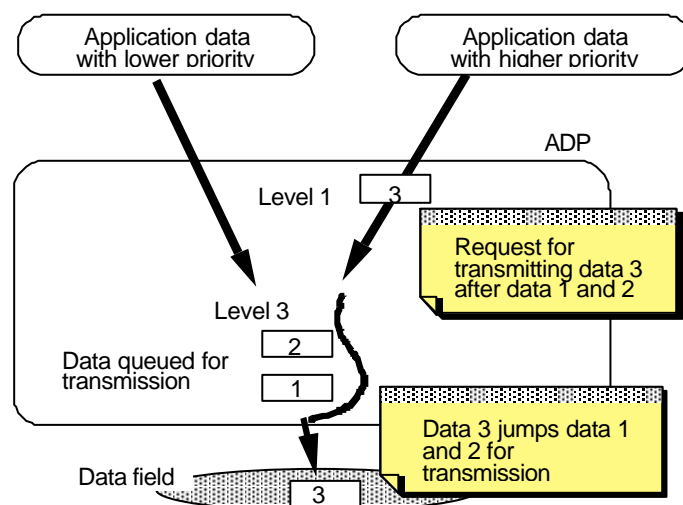 Application data
with lower priority
Application data
with higher priority
ADP
Level 1
3
Request for
transmitting data 3
after data 1 and 2
Level 3
2
Data queued for
transmission
1
Data 3 jumps data 1
and 2 for
transmission
Data field
3